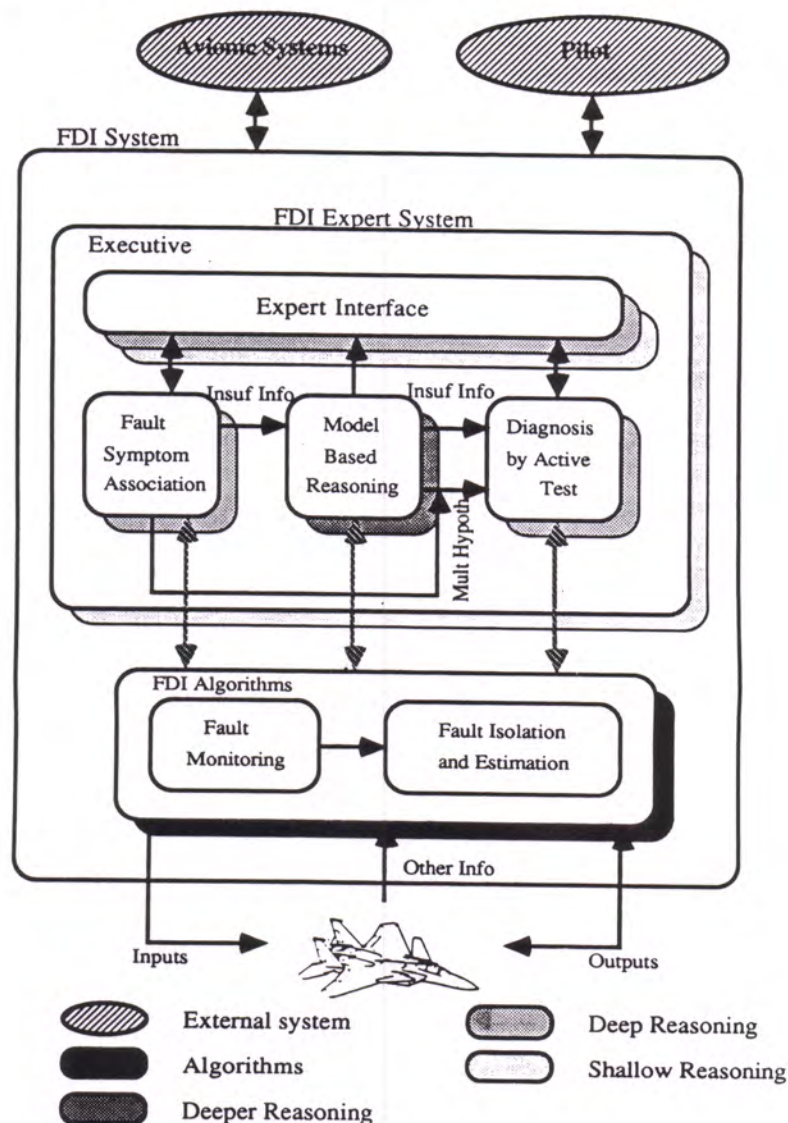 Avionic Systems
Pilot
FDI System
FDI Expert System
Executive
Expert Interface
Insuf Info
Insuf Info
Fault
Symptom
Association
Model
Based
Reasoning
Diagnosis
by Active
Test
Mult Hypoth
FDI Algorithms
Fault
Monitoring
Fault Isolation
and Estimation
Other Info
Inputs
Outputs
External system
Algorithms
Deeper Reasoning
Deep Reasoning
Shallow Reasoning